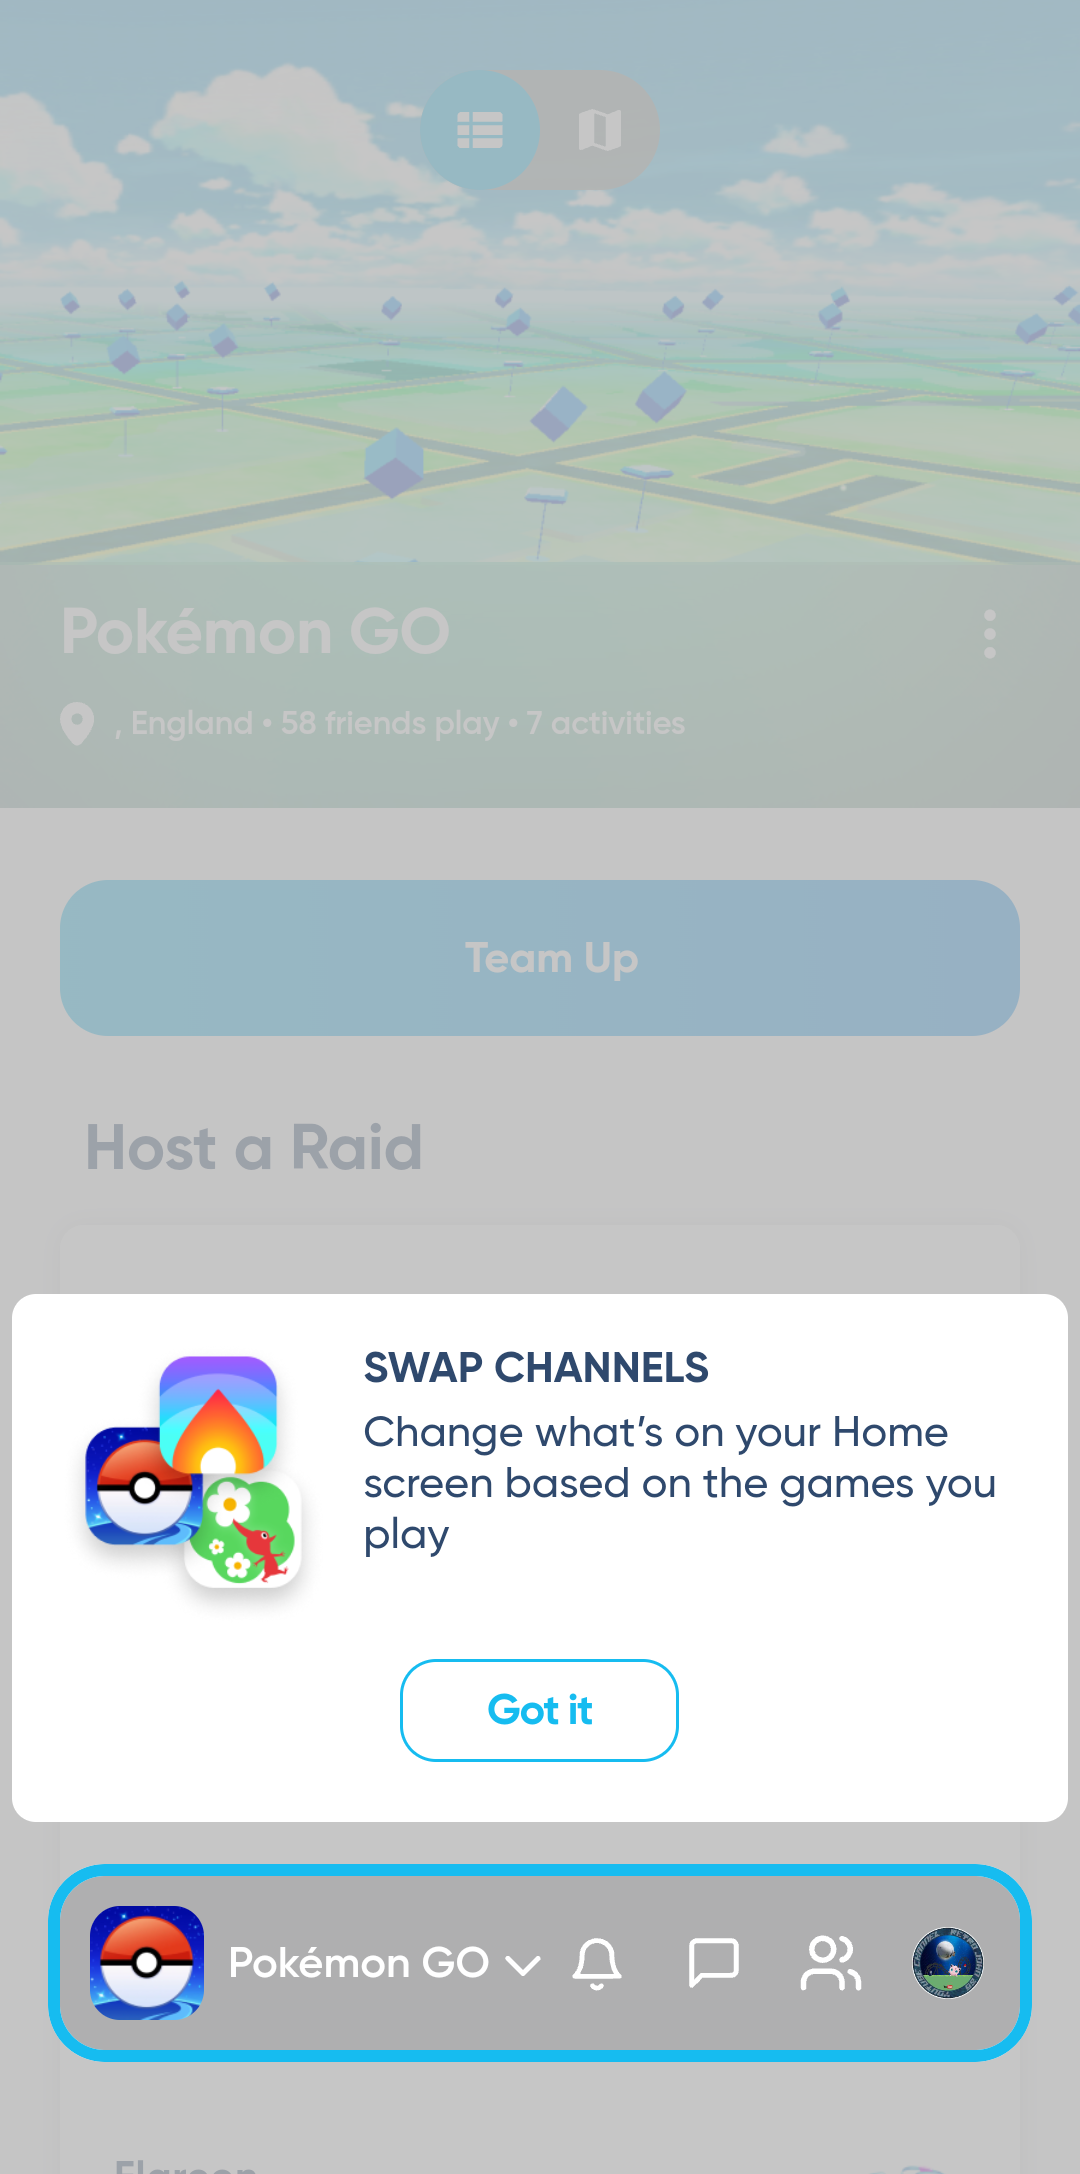 Pokémon GO
, England • 58 friends play • 7 activities
Team Up
Host a Raid
SWAP CHANNELS
Change what’s on your Home
screen based on the games you
play
Got it
Pokémon GO